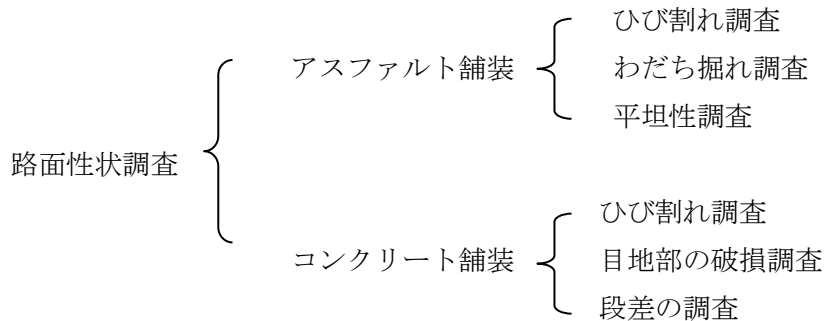 路面性状調査
アスファルト舗装
ひび割れ調査
わだち掘れ調査
平坦性調査
コンクリート舗装
ひび割れ調査
目地部の破損調査
段差の調査